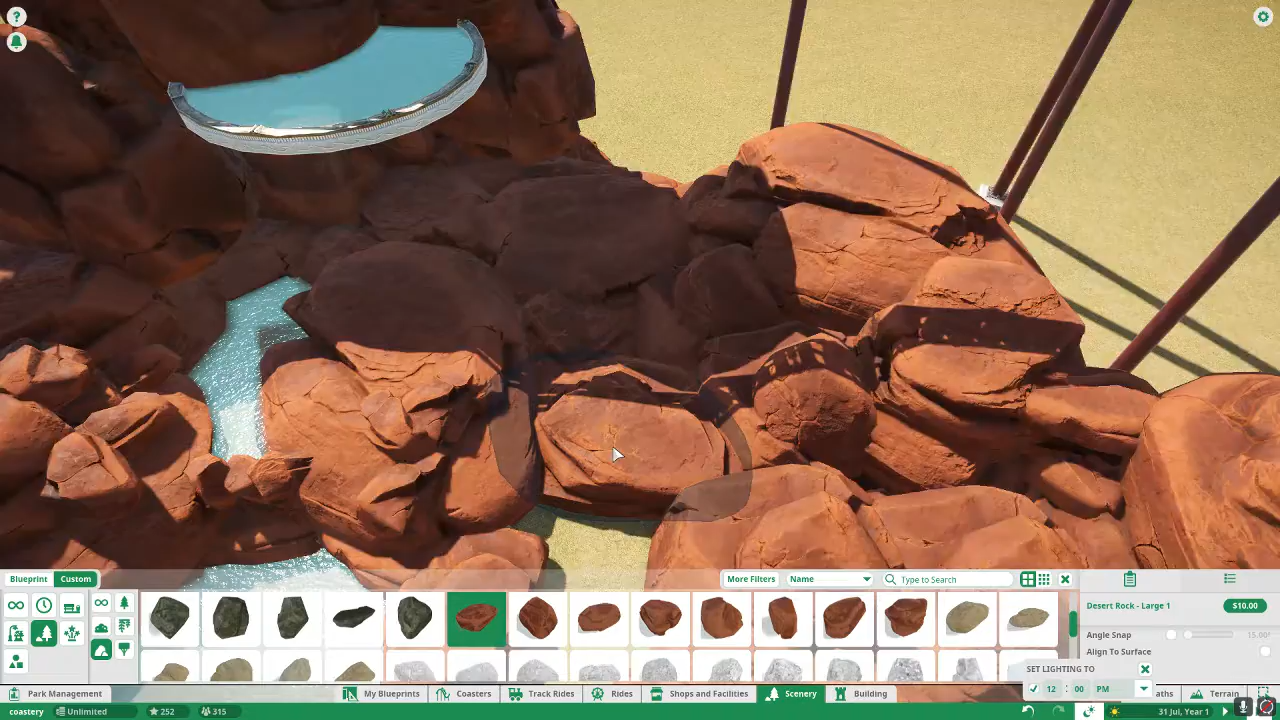 ?
Blueprint
Custom
More Filters
Name
Type to Search
Desert Rock - Large 1
$10.00
Angle Snap
15.00°
Align To Surface
SET LIGHTING TO
12 : 00 PM
Park Management
My Blueprints
Coasters
Track Rides
Rides
Shops and Facilities
Scenery
Building
aths
Terrain
coastery
Unlimited
252
315
31 Jul, Year 1